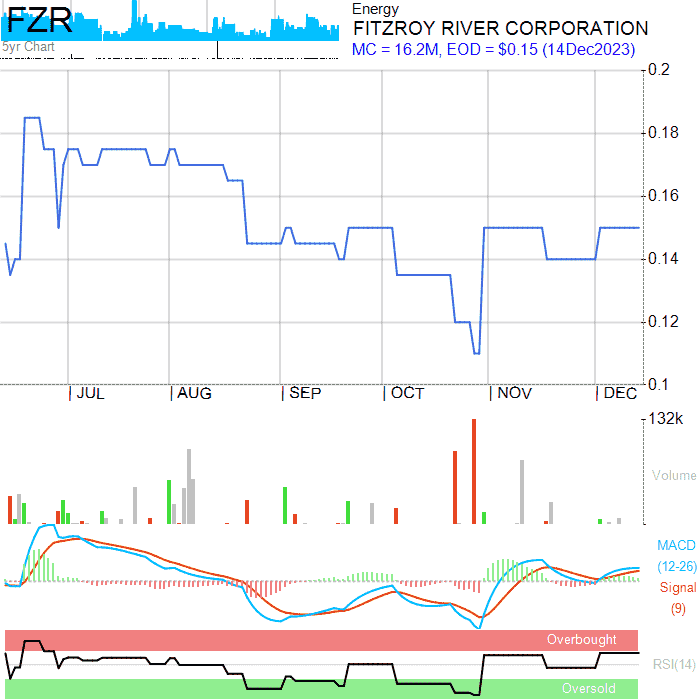 FZR
5yr Chart
Energy
FITZROY RIVER CORPORATION
MC = 16.2M, EOD = $0.15 (14Dec2023)
0.2
0.18
0.16
0.14
0.12
0.1
JUL AUG SEP OCT NOV DEC
132k
Volume
MACD
(12-26)
Signal
(9)
Overbought
RSI(14)
Oversold